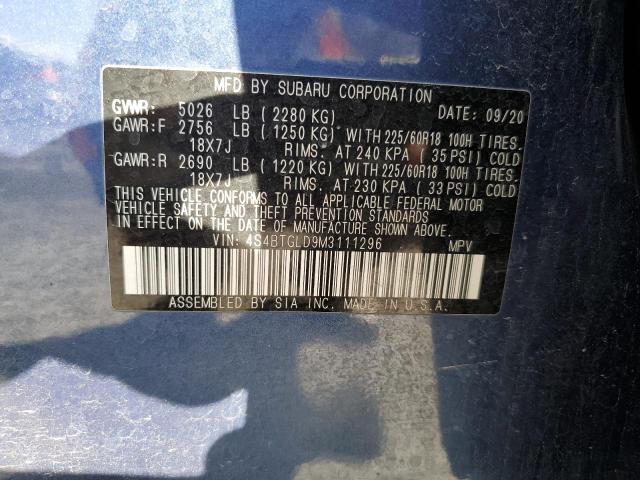 MFD BY SUBARU CORPORATION
GVWR: 5026 LB (2280 KG) DATE: 09/20
GAWR:F 2756 LB (1250 KG) WITH 225/60R18 100H TIRES.
18X7J RIMS. AT 240 KPA (35 PSI) COLD
GAWR:R 2690 LB (1220 KG) WITH 225/60R18 100H TIRES.
18X7J RIMS. AT 230 KPA (33 PSI) COLD
THIS VEHICLE CONFORMS TO ALL APPLICABLE FEDERAL MOTOR
VEHICLE SAFETY AND THEFT PREVENTION STANDARDS
IN EFFECT ON THE DATE OF MANUFACTURE SHOWN ABOVE.
VIN: 4S4BTGLD9M3111296 MPV
ASSEMBLED BY SIA INC. MADE IN U.S.A.